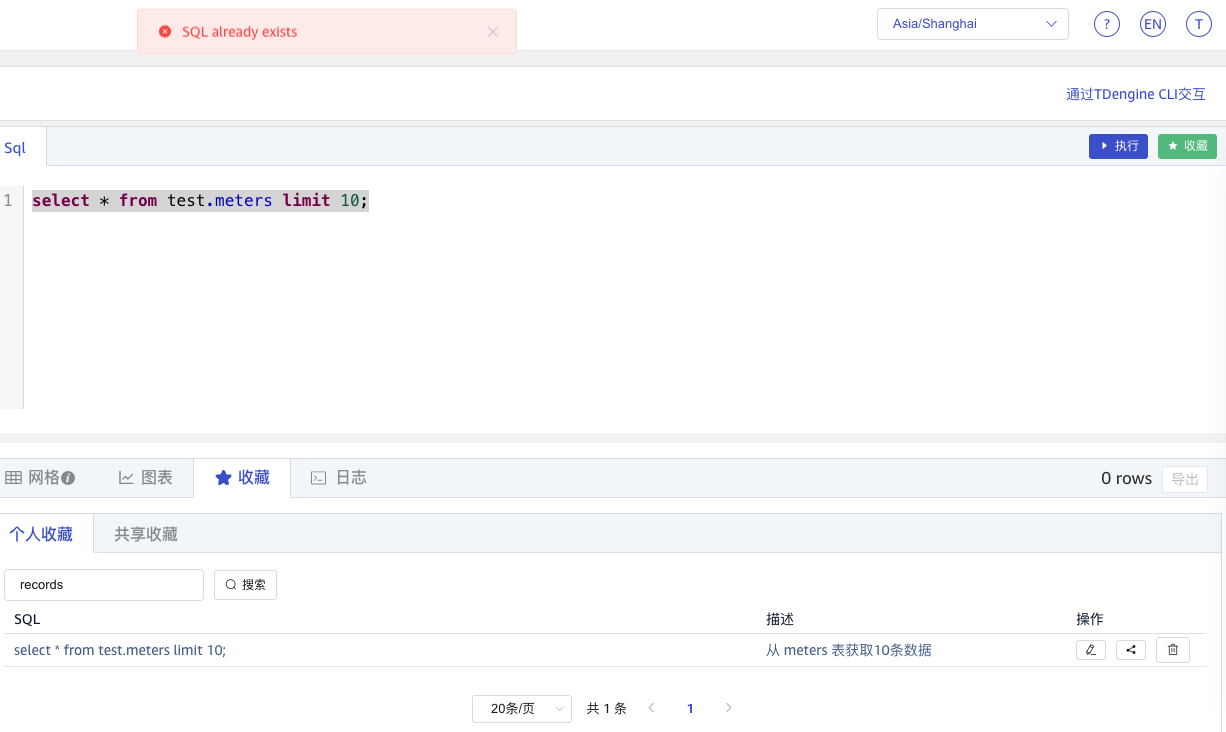 SQL already exists
Asia/Shanghai
?
EN
T
通过TDengine CLI交互
Sql
执行
收藏
1
select * from test.meters limit 10;
网格
图表
收藏
日志
0 rows
导出
个人收藏
共享收藏
records
搜索
SQL
描述
操作
select * from test.meters limit 10;
从 meters 表获取10条数据
20条/页
共 1 条
1